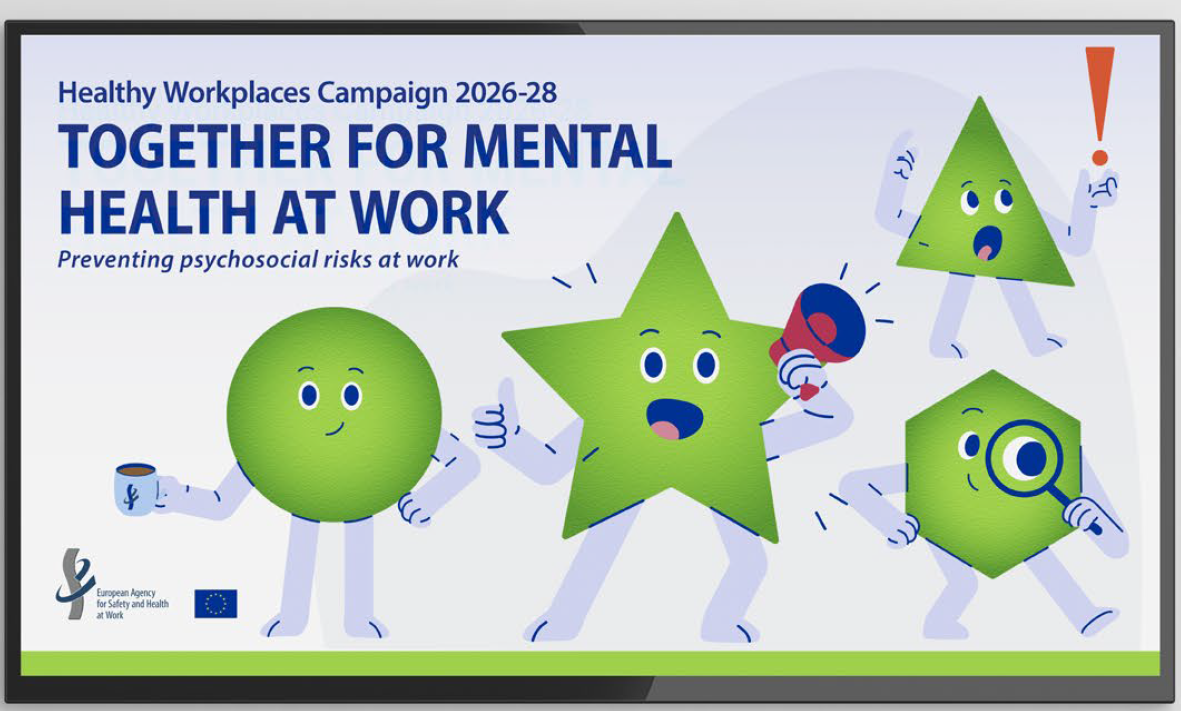 Healthy Workplaces Campaign 2026-28
TOGETHER FOR MENTAL
HEALTH AT WORK
Preventing psychosocial risks at work
European Agency
for Safety and Health
at Work